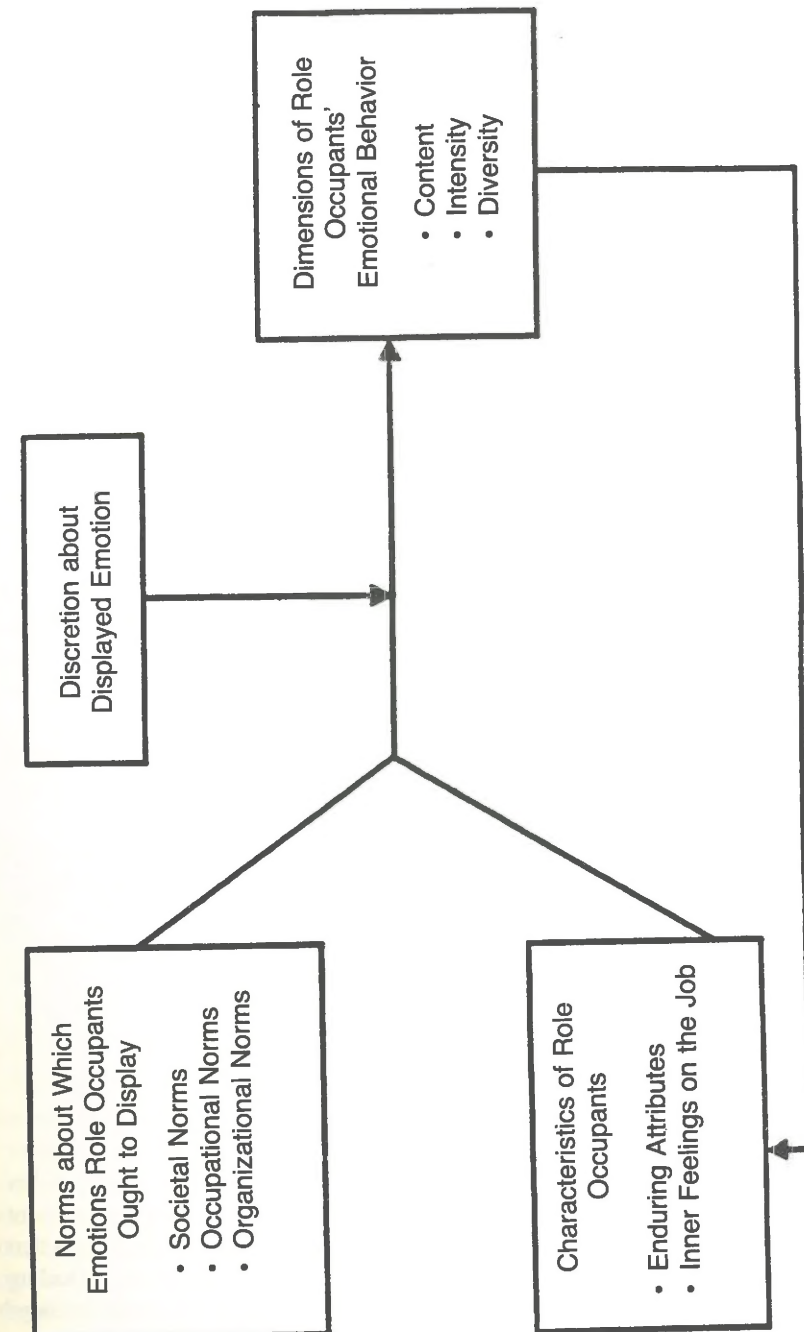 Norms about Which
Emotions Role Occupants
Ought to Display
• Societal Norms
• Occupational Norms
• Organizational Norms
Characteristics of Role
Occupants
• Enduring Attributes
• Inner Feelings on the Job
Discretion about
Displayed Emotion
Dimensions of Role
Occupants'
Emotional Behavior
• Content
• Intensity
• Diversity